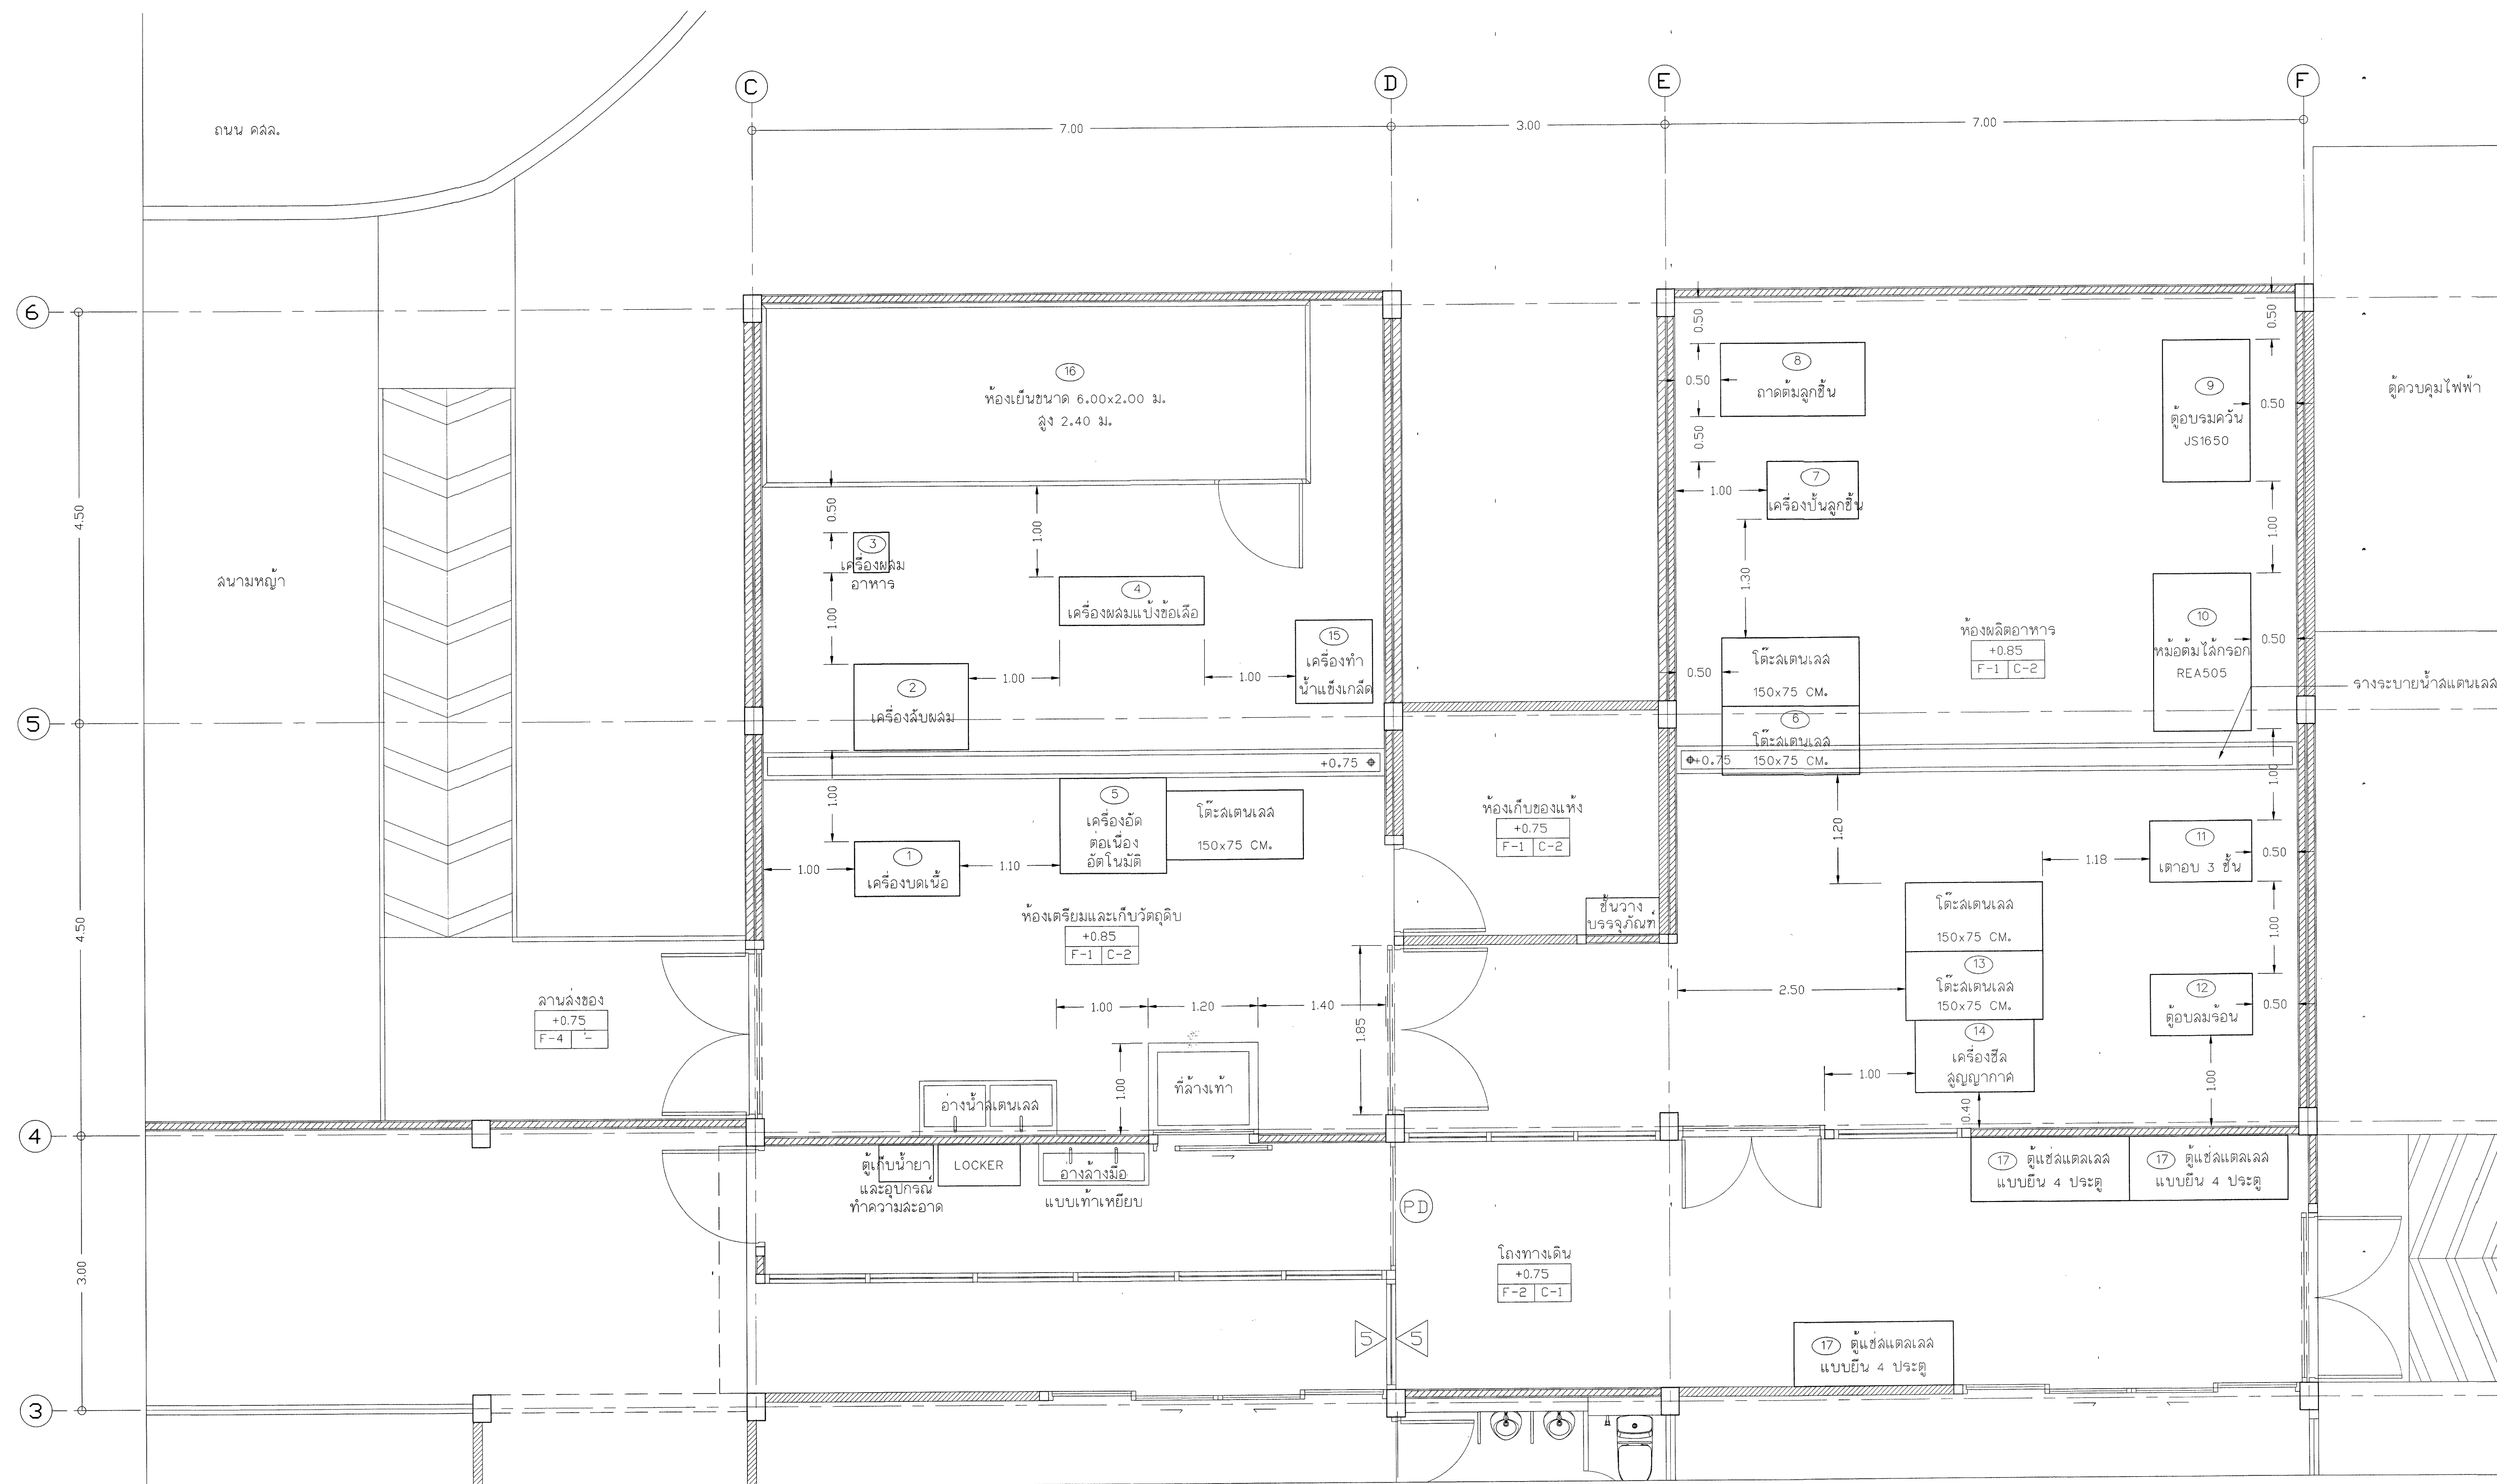 C
D
E
F
7.00
3.00
7.00
ถนน คสล.
6
5
4
3
4.50
4.50
3.00
สนามหญ้า
16
ห้องเย็นขนาด 6.00x2.00 ม.
สูง 2.40 ม.
0.50
1.00
3
เครื่องผสม
อาหาร
1.00
4
เครื่องผสมแป้งข้อเสือ
15
เครื่องทำ
น้ำแข็งเกล็ด
2
เครื่องสับผสม
1.00
1.00
+0.75
1.00
5
เครื่องอัด
ต่อเนื่อง
อัตโนมัติ
โต๊ะสเตนเลส
150x75 CM.
1
เครื่องบดเนื้อ
1.00
1.10
ห้องเตรียมและเก็บวัตถุดิบ
+0.85
F-1 C-2
ลานส่งของ
+0.75
F-4 -
1.00
1.20
1.40
1.85
1.00
ที่ล้างเท้า
อ่างน้ำสเตนเลส
ตู้เก็บน้ำยา
และอุปกรณ์
ทำความสะอาด
LOCKER
อ่างล้างมือ
แบบเท้าเหยียบ
0.50
0.50
0.50
8
ถาดต้มลูกชิ้น
7
เครื่องปั้นลูกชิ้น
1.00
1.30
9
ตู้อบรมควัน
JS1650
0.50
0.50
1.00
ตู้ควบคุมไฟฟ้า
10
หม้อต้มไส้กรอก
REA505
0.50
ห้องผลิตอาหาร
+0.85
F-1 C-2
รางระบายน้ำสแตนเลส
0.50
โต๊ะสเตนเลส
150x75 CM.
6
โต๊ะสเตนเลส
150x75 CM.
+0.75
1.00
1.20
ห้องเก็บของแห้ง
+0.75
F-1 C-2
ชั้นวาง
บรรจุภัณฑ์
11
เตาอบ 3 ชั้น
1.18
0.50
1.00
โต๊ะสเตนเลส
150x75 CM.
13
โต๊ะสเตนเลส
150x75 CM.
2.50
12
ตู้อบลมร้อน
0.50
14
เครื่องซีล
สูญญากาศ
1.00
1.00
0.40
17 ตู้แช่สแตลเลส
แบบยืน 4 ประตู
17 ตู้แช่สแตลเลส
แบบยืน 4 ประตู
PD
โถงทางเดิน
+0.75
F-2 C-1
5
5
17 ตู้แช่สแตลเลส
แบบยืน 4 ประตู